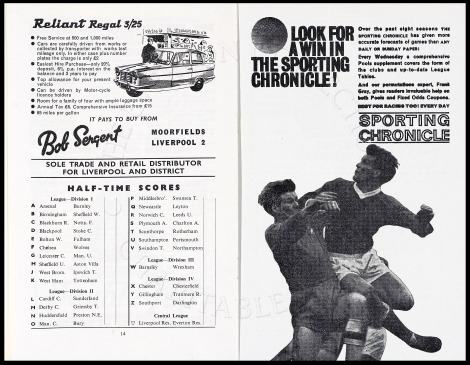 Reliant Regal 3/25
Free Service at 500 and 1,000 miles
Cars are carefully driven from works or
collected by transporter with works test
mileage only. In either case plus number
plates the charge is only £5
Easiest Hire Purchase—only 20%
deposit, 6% p.a. interest on the
balance and 3 years to pay
Top allowance for your present
vehicle
Can be driven by Motor-cycle
licence holders
Room for a family of four with ample luggage space
Annual Tax £8. Comprehensive Insurance from £15
55 miles per gallon
IT PAYS TO BUY FROM
Bob Sergent
MOORFIELDS
LIVERPOOL 2
SOLE TRADE AND RETAIL DISTRIBUTOR
FOR LIVERPOOL AND DISTRICT
HALF-TIME SCORES
League—Division I
A Arsenal Burnley
B Birmingham Sheffield W.
C Blackburn R. Notts F.
D Blackpool Stoke C.
E Bolton W. Fulham
F Chelsea Wolves
G Leicester C. Man. U.
H Sheffield U. Aston Villa
J West Brom. Ipswich T.
K West Ham Tottenham
League—Division II
L Cardiff C. Sunderland
M Derby C. Grimsby T.
N Huddersfield Preston N.E.
O Man. C. Bury
P Middlesbro'. Swansea T.
Q Newcastle Leyton
R Norwich C. Leeds U.
S Plymouth A. Charlton A.
T Scunthorpe Rotherham
U Southampton Portsmouth
V Swindon T. Northampton
League—Division III
W Barnsley Wrexham
League—Division IV
X Chester Chesterfield
Y Gillingham Tranmere R.
Z Southport Darlington
Central League
Liverpool Res. Everton Res.
14
LOOK FOR
A WIN IN
THE SPORTING
CHRONICLE!
Over the past eight seasons THE
SPORTING CHRONICLE has given more
accurate forecasts of games than ANY
DAILY OR SUNDAY PAPER!
Every Wednesday a comprehensive
Pools supplement covers the form of
the clubs and up-to-date League
Tables.
And our permutations expert, Frank
Gray, gives readers invaluable help on
both Pools and Fixed Odds Coupons.
BEST FOR RACING TOO! EVERY DAY
SPORTING
CHRONICLE